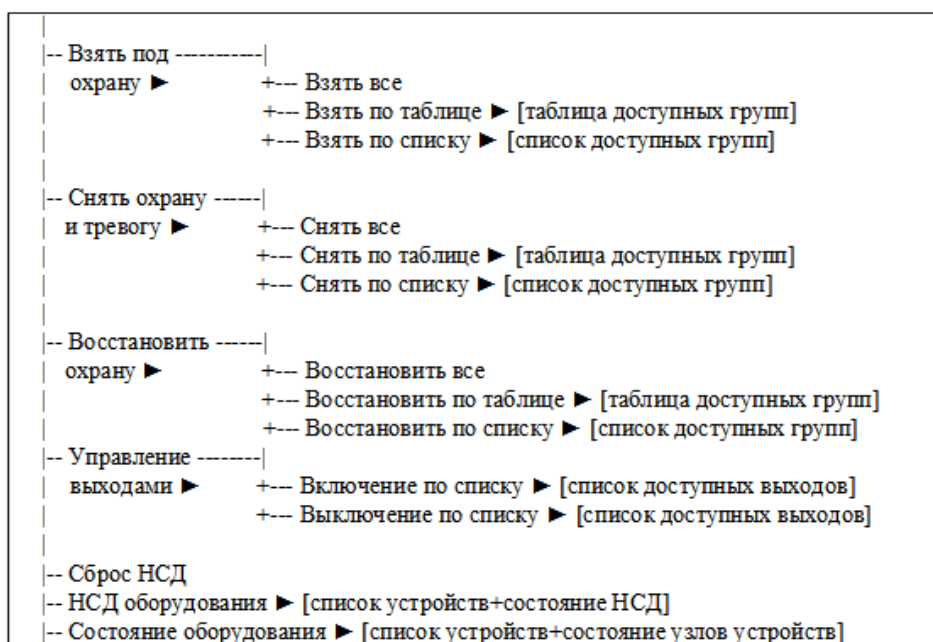 |
|-- Взять под -----------|
|   охрану ►          +--- Взять все
|                     +--- Взять по таблице ► [таблица доступных групп]
|                     +--- Взять по списку ► [список доступных групп]
|
|-- Снять охрану ------|
|   и тревогу ►       +--- Снять все
|                     +--- Снять по таблице ► [таблица доступных групп]
|                     +--- Снять по списку ► [список доступных групп]
|
|-- Восстановить ------|
|   охрану ►          +--- Восстановить все
|                     +--- Восстановить по таблице ► [таблица доступных групп]
|                     +--- Восстановить по списку ► [список доступных групп]
|-- Управление --------|
|   выходами ►        +--- Включение по списку ► [список доступных выходов]
|                     +--- Выключение по списку ► [список доступных выходов]
|
|-- Сброс НСД
|-- НСД оборудования ► [список устройств+состояние НСД]
|-- Состояние оборудования ► [список устройств+состояние узлов устройств]